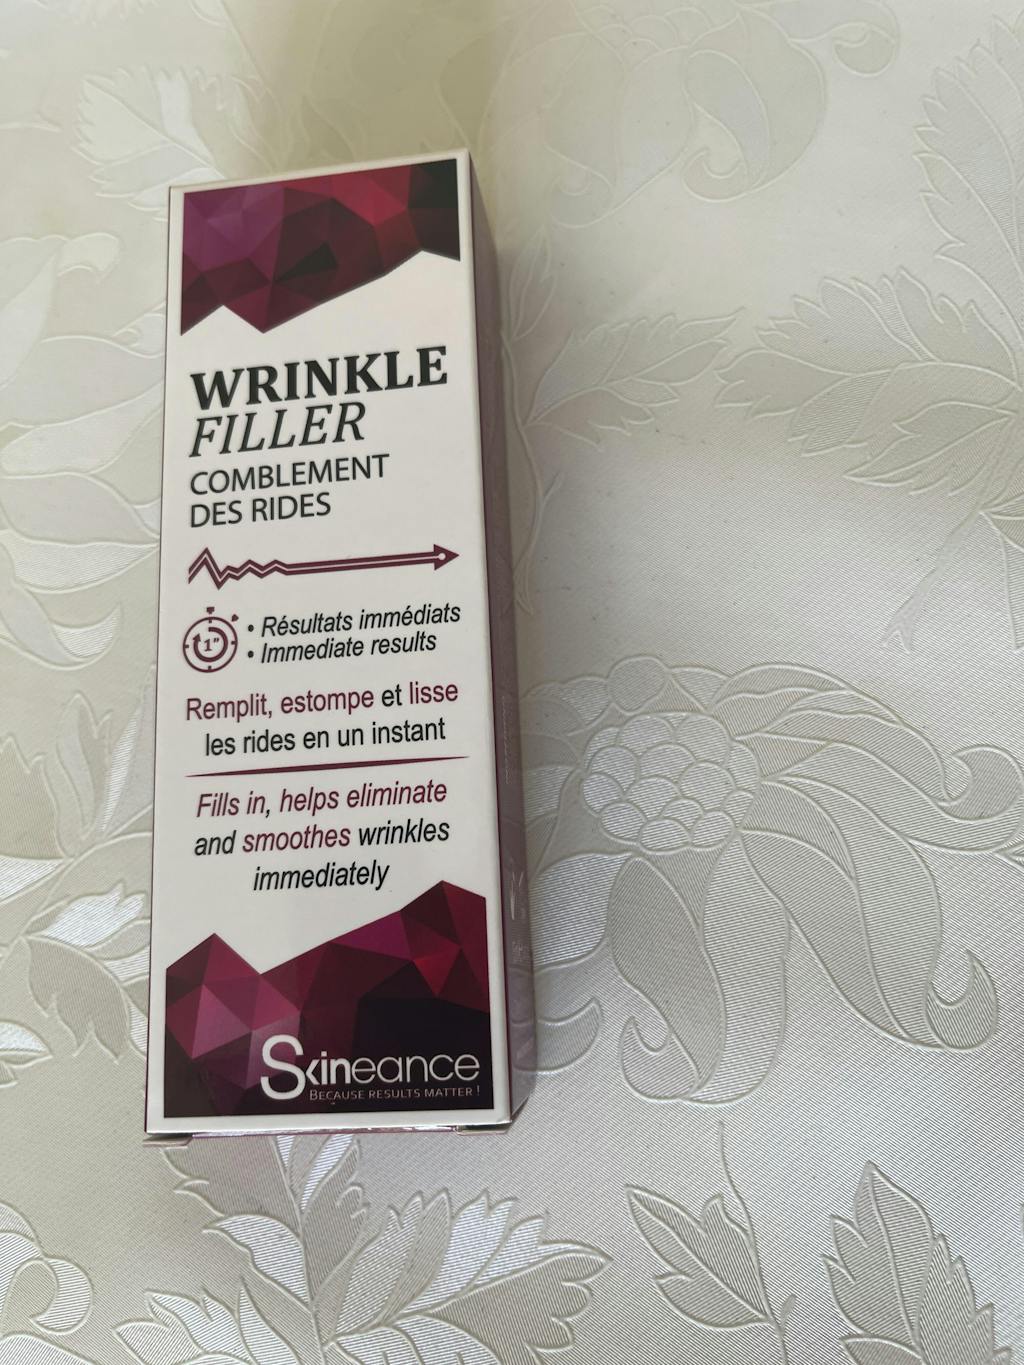 WRINKLE
FILLER
COMBLEMENT
DES RIDES
1"
• Résultats immédiats
• Immediate results
Remplit, estompe et lisse
les rides en un instant
Fills in, helps eliminate
and smoothes wrinkles
immediately
Skineance
BECAUSE RESULTS MATTER !